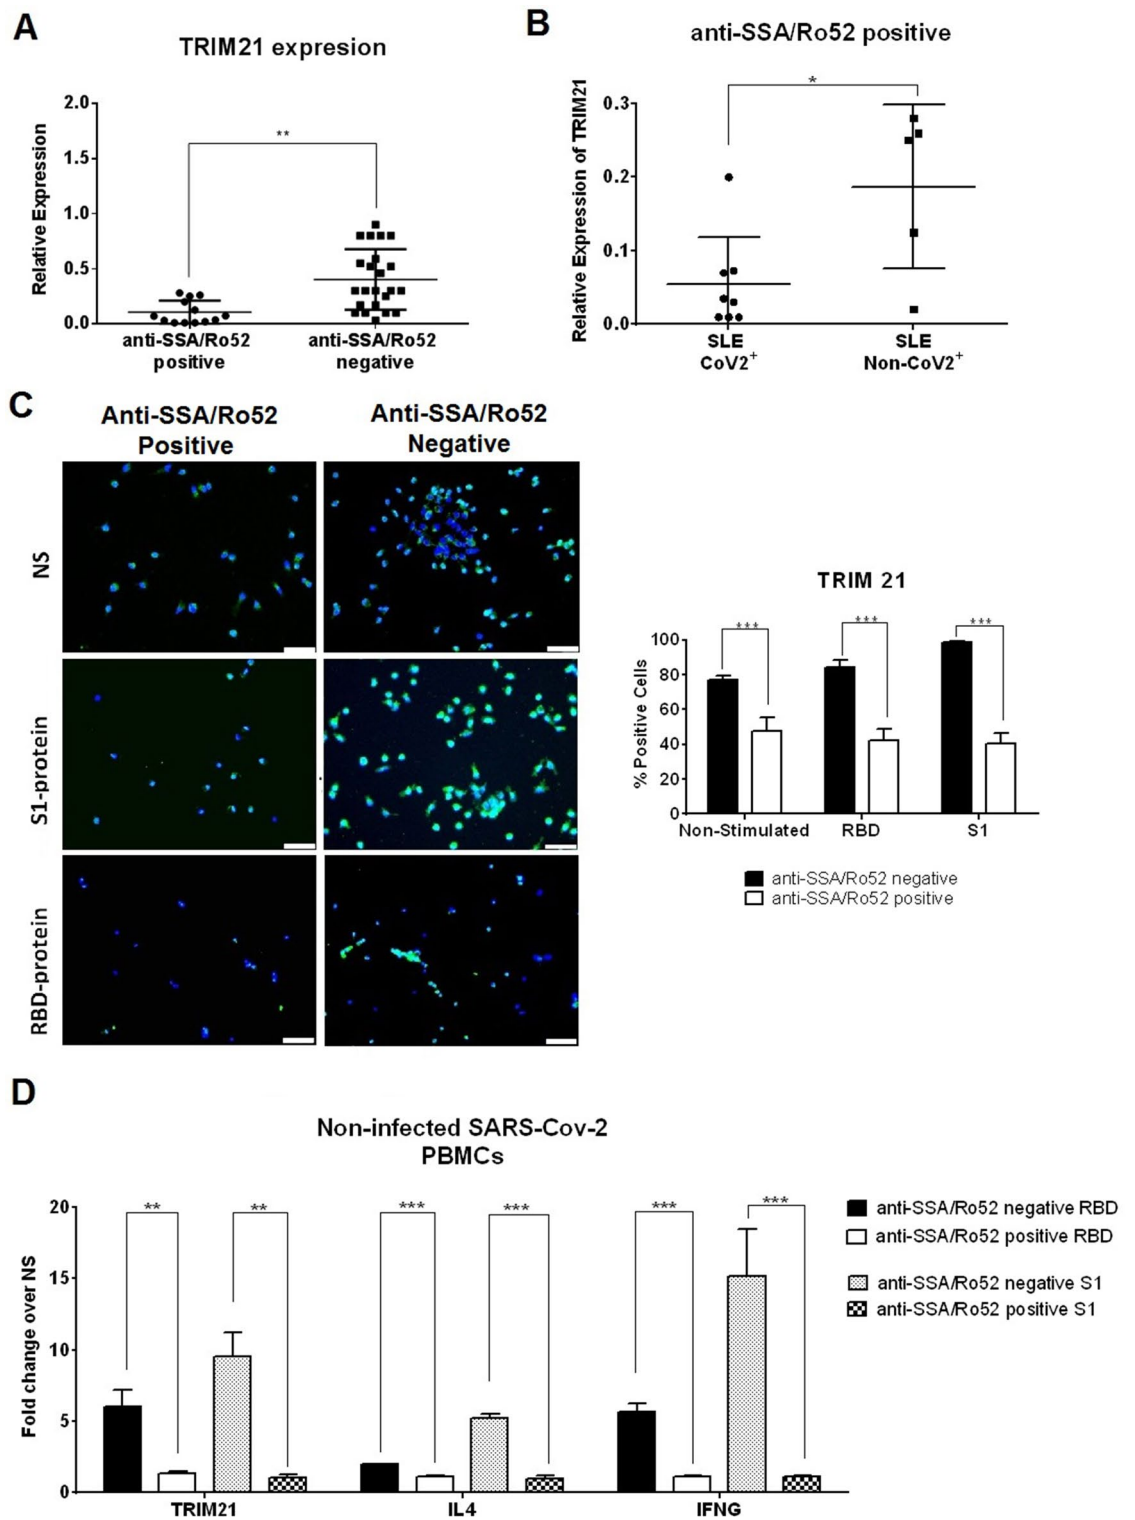 A
TRIM21 expresion
Relative Expression
2.0
1.5
1.0
0.5
0.0
**
anti-SSA/Ro52
positive
anti-SSA/Ro52
negative
B
anti-SSA/Ro52 positive
Relative Expression of TRIM21
0.3
0.2
0.1
0.0
*
SLE
CoV2+
SLE
Non-CoV2+
C
Anti-SSA/Ro52
Positive
Anti-SSA/Ro52
Negative
NS
S1-protein
RBD-protein
TRIM 21
% Positive Cells
100
80
60
40
20
0
***
***
***
Non-Stimulated
RBD
S1
anti-SSA/Ro52 negative
anti-SSA/Ro52 positive
D
Non-infected SARS-Cov-2
PBMCs
Fold change over NS
20
15
10
5
0
**
**
***
***
***
***
TRIM21
IL4
IFNG
anti-SSA/Ro52 negative RBD
anti-SSA/Ro52 positive RBD
anti-SSA/Ro52 negative S1
anti-SSA/Ro52 positive S1